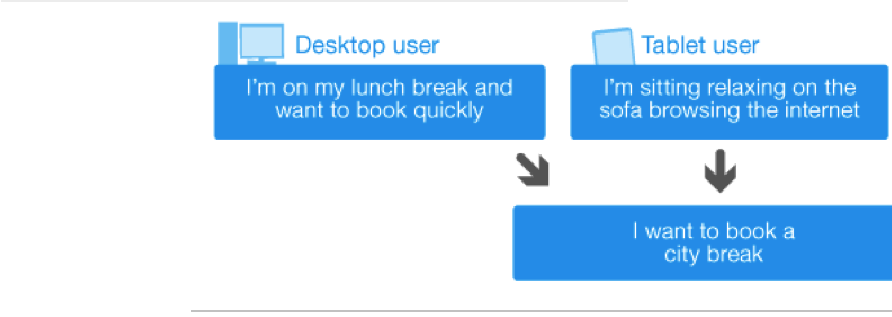 Desktop user
I'm on my lunch break and
want to book quickly
Tablet user
I'm sitting relaxing on the
sofa browsing the internet
I want to book a
city break